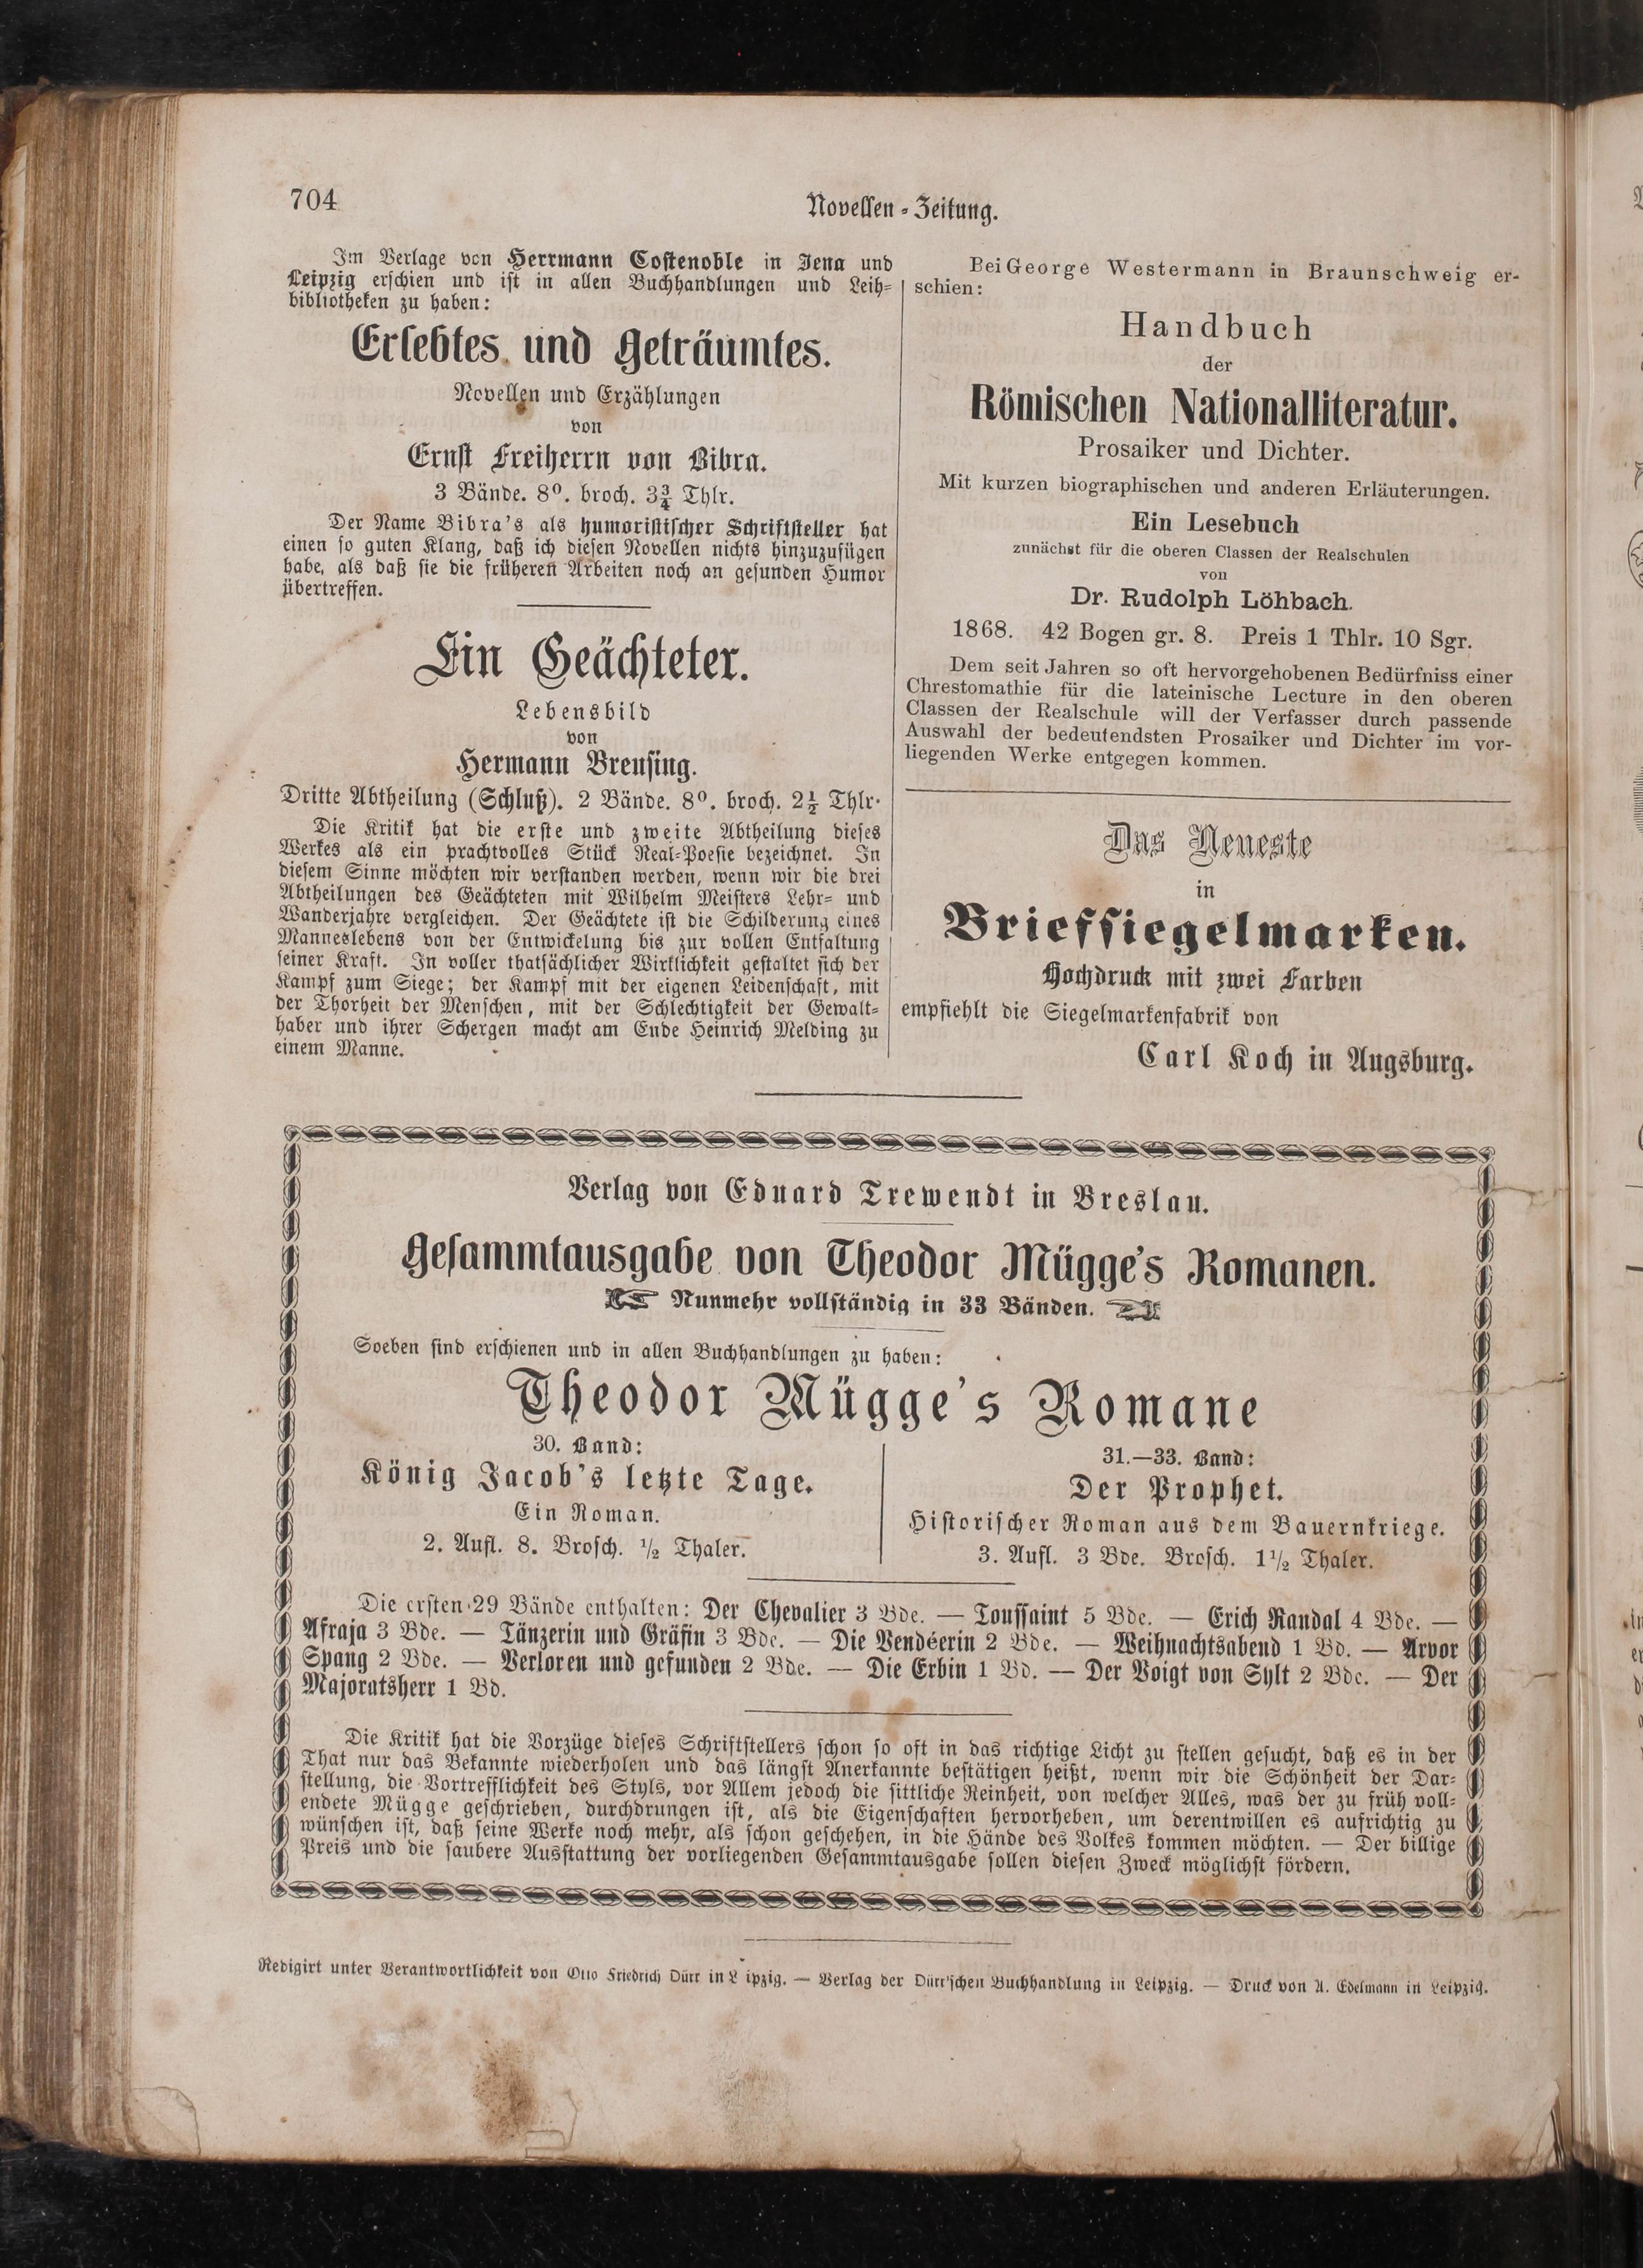 704
Novellen-Zeitung.
Im Verlage von Herrmann Costenoble in Jena und
Leipzig erschien und ist in allen Buchhandlungen und Leih-
bibliotheken zu haben:
Erlebtes und Geträumtes.
Novellen und Erzählungen
von
Ernst Freiherrn von Bibra.
3 Bände. 8⁰. broch. 3¾ Thlr.
Der Name Bibra's als humoristischer Schriftsteller hat
einen so guten Klang, daß ich diesen Novellen nichts hinzuzufügen
habe, als daß sie die früheren Arbeiten noch an gesunden Humor
übertreffen.
Ein Geächteter.
Lebensbild
von
Hermann Breusing.
Dritte Abtheilung (Schluß). 2 Bände. 8⁰. broch. 2½ Thlr.
Die Kritik hat die erste und zweite Abtheilung dieses
Werkes als ein prachtvolles Stück Real-Poesie bezeichnet. In
diesem Sinne möchten wir verstanden werden, wenn wir die drei
Abtheilungen des Geächteten mit Wilhelm Meisters Lehr- und
Wanderjahre vergleichen. Der Geächtete ist die Schilderung eines
Manneslebens von der Entwickelung bis zur vollen Entfaltung
seiner Kraft. In voller thatsächlicher Wirklichkeit gestaltet sich der
Kampf zum Siege; der Kampf mit der eigenen Leidenschaft, mit
der Thorheit der Menschen, mit der Schlechtigkeit der Gewalt-
haber und ihrer Schergen macht am Ende Heinrich Melding zu
einem Manne.
Bei George Westermann in Braunschweig er-
schien:
Handbuch
der
Römischen Nationalliteratur.
Prosaiker und Dichter.
Mit kurzen biographischen und anderen Erläuterungen.
Ein Lesebuch
zunächst für die oberen Classen der Realschulen
von
Dr. Rudolph Löhbach.
1868. 42 Bogen gr. 8. Preis 1 Thlr. 10 Sgr.
Dem seit Jahren so oft hervorgehobenen Bedürfniss einer
Chrestomathie für die lateinische Lecture in den oberen
Classen der Realschule will der Verfasser durch passende
Auswahl der bedeutendsten Prosaiker und Dichter im vor-
liegenden Werke entgegen kommen.
Das Neueste
in
Briefsiegelmarken.
Hochdruck mit zwei Farben
empfiehlt die Siegelmarkenfabrik von
Carl Koch in Augsburg.
Verlag von Eduard Trewendt in Breslau.
Gesammtausgabe von Theodor Mügge's Romanen.
Nunmehr vollständig in 33 Bänden.
Soeben sind erschienen und in allen Buchhandlungen zu haben:
Theodor Mügge's Romane
30. Band:
König Jacob's letzte Tage.
Ein Roman.
2. Aufl. 8. Brosch. ½ Thaler.
31.—33. Band:
Der Prophet.
Historischer Roman aus dem Bauernkriege.
3. Aufl. 3 Bde. Brosch. 1½ Thaler.
Die ersten 29 Bände enthalten: Der Chevalier 3 Bde. — Toussaint 5 Bde. — Erich Randal 4 Bde. —
Afraja 3 Bde. — Tänzerin und Gräfin 3 Bde. — Die Vendéerin 2 Bde. — Weihnachtsabend 1 Bd. — Arvor
Spang 2 Bde. — Verloren und gefunden 2 Bde. — Die Erbin 1 Bd. — Der Voigt von Sylt 2 Bde. — Der
Majoratsherr 1 Bd.
Die Kritik hat die Vorzüge dieses Schriftstellers schon so oft in das richtige Licht zu stellen gesucht, daß es in der
That nur das Bekannte wiederholen und das längst Anerkannte bestätigen heißt, wenn wir die Schönheit der Dar-
stellung, die Vortrefflichkeit des Styls, vor Allem jedoch die sittliche Reinheit, von welcher Alles, was der zu früh voll-
endete Mügge geschrieben, durchdrungen ist, als die Eigenschaften hervorheben, um derentwillen es aufrichtig zu
wünschen ist, daß seine Werke noch mehr, als schon geschehen, in die Hände des Volkes kommen möchten. — Der billige
Preis und die saubere Ausstattung der vorliegenden Gesammtausgabe sollen diesen Zweck möglichst fördern.
Redigirt unter Verantwortlichkeit von Otto Friedrich Dürr in L ipzig. — Verlag der Dürr'schen Buchhandlung in Leipzig. — Druck von A. Edelmann in Leipzig.